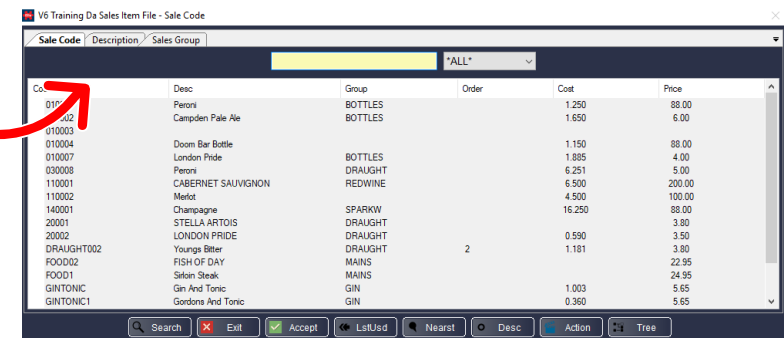 V6 Training Da Sales Item File - Sale Code
Sale Code Description Sales Group
*ALL*
Desc Group Order Cost Price
Peroni BOTTLES 1.250 88.00
Campden Pale Ale BOTTLES 1.650 6.00
010003
010004 Doom Bar Bottle 1.150 88.00
010007 London Pride BOTTLES 1.885 4.00
030008 Peroni DRAUGHT 6.251 5.00
110001 CABERNET SAUVIGNON REDWINE 6.500 200.00
110002 Merlot 4.500 100.00
140001 Champagne SPARKW 16.250 88.00
20001 STELLA ARTOIS DRAUGHT 3.80
20002 LONDON PRIDE DRAUGHT 0.590 3.50
DRAUGHT002 Youngs Bitter DRAUGHT 2 1.181 3.80
FOOD02 FISH OF DAY MAINS 22.95
FOOD1 Sirloin Steak MAINS 24.95
GINTONIC Gin And Tonic GIN 1.003 5.65
GINTONIC1 Gordons And Tonic GIN 0.360 5.65
Search Exit Accept LstUsd Nearst Desc Action Tree